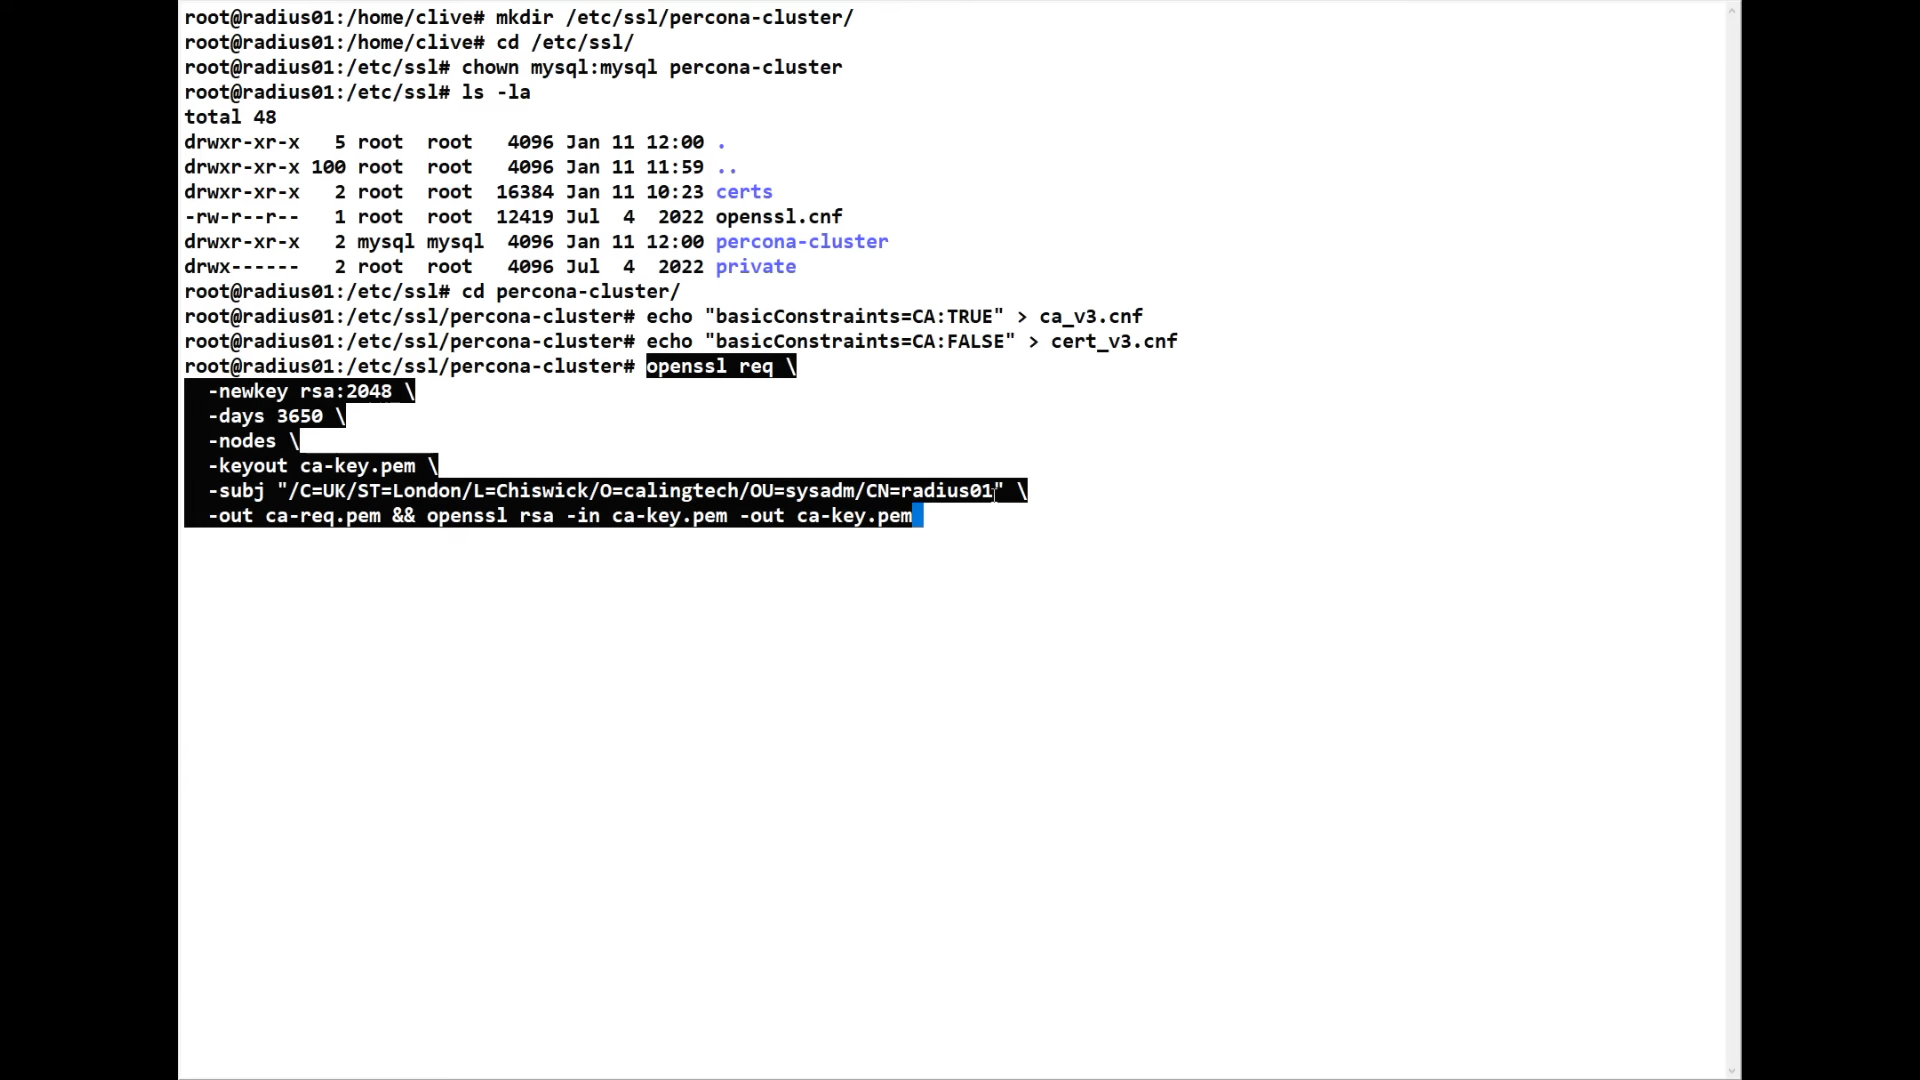 root@radius01:/home/clive# mkdir /etc/ssl/percona-cluster/
root@radius01:/home/clive# cd /etc/ssl/
root@radius01:/etc/ssl# chown mysql:mysql percona-cluster
root@radius01:/etc/ssl# ls -la
total 48
drwxr-xr-x   5 root  root   4096 Jan 11 12:00 .
drwxr-xr-x 100 root  root   4096 Jan 11 11:59 ..
drwxr-xr-x   2 root  root  16384 Jan 11 10:23 certs
-rw-r--r--   1 root  root  12419 Jul  4  2022 openssl.cnf
drwxr-xr-x   2 mysql mysql  4096 Jan 11 12:00 percona-cluster
drwx------   2 root  root   4096 Jul  4  2022 private
root@radius01:/etc/ssl# cd percona-cluster/
root@radius01:/etc/ssl/percona-cluster# echo "basicConstraints=CA:TRUE" > ca_v3.cnf
root@radius01:/etc/ssl/percona-cluster# echo "basicConstraints=CA:FALSE" > cert_v3.cnf
root@radius01:/etc/ssl/percona-cluster# openssl req \
  -newkey rsa:2048 \
  -days 3650 \
  -nodes \
  -keyout ca-key.pem \
  -subj "/C=UK/ST=London/L=Chiswick/O=calingtech/OU=sysadm/CN=radius01" \
  -out ca-req.pem && openssl rsa -in ca-key.pem -out ca-key.pem